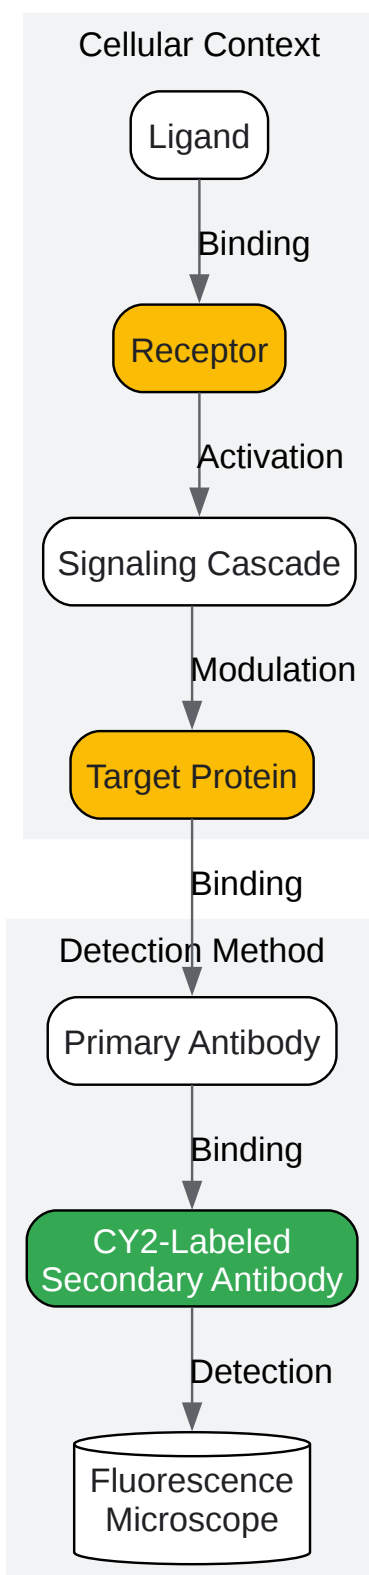 Cellular Context
Ligand
Binding
Receptor
Activation
Signaling Cascade
Modulation
Target Protein
Binding
Detection Method
Primary Antibody
Binding
CY2-Labeled
Secondary Antibody
Detection
Fluorescence
Microscope